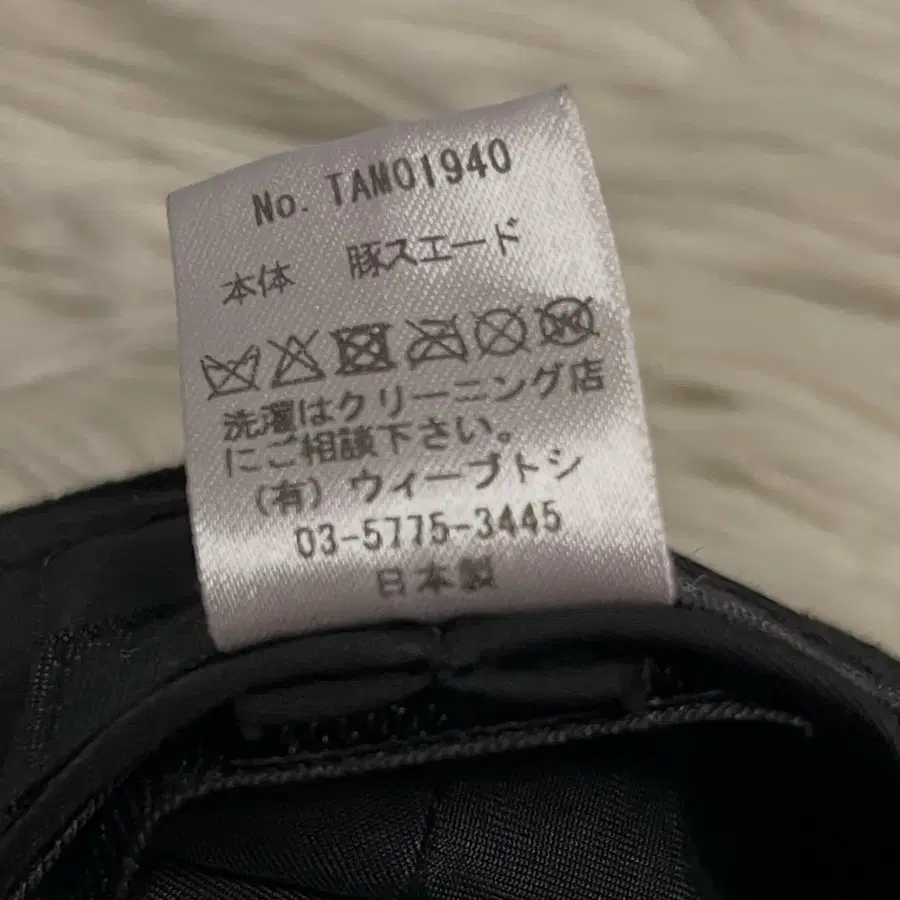 No. TAM01940
本体 豚スエード
洗濯はクリーニング店
にご相談下さい。
(有) ウィーブトシ
03-5775-3445
日本製